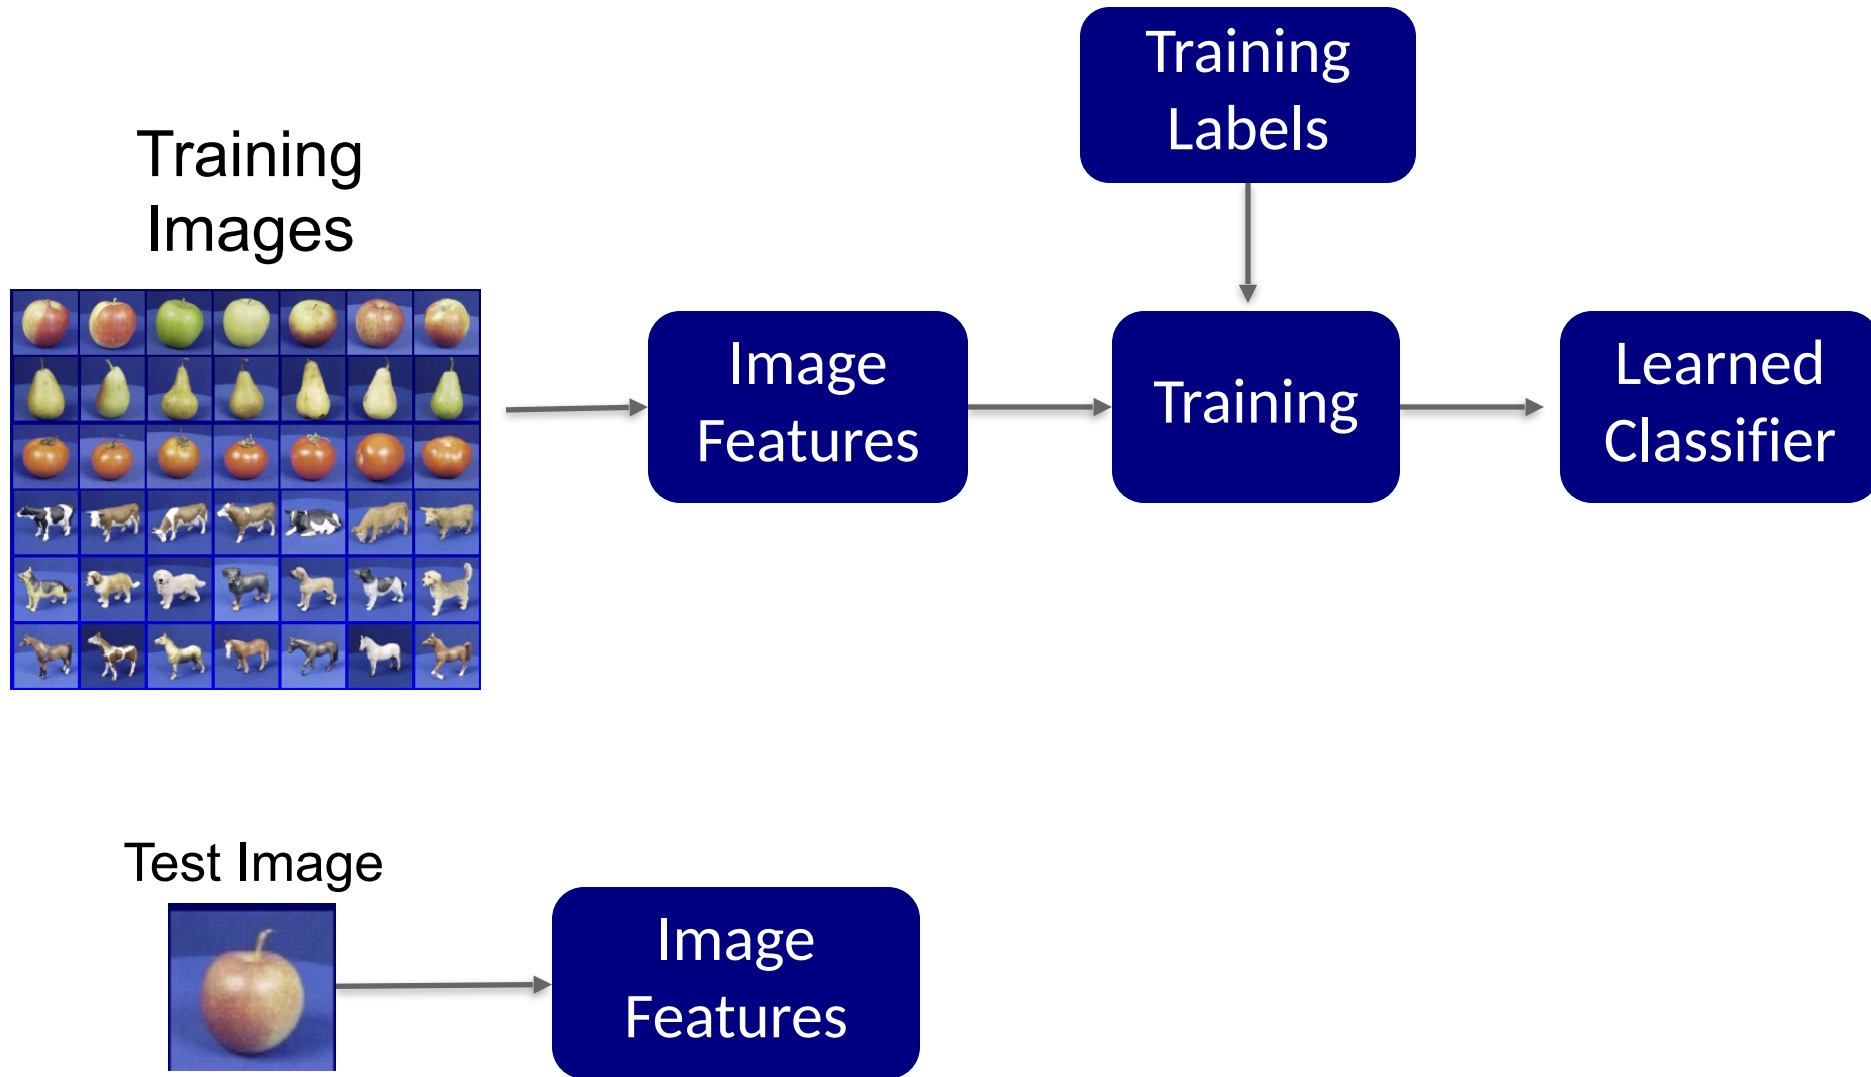 Training
Labels
Training
Images
Image
Features
Training
Learned
Classifier
Test Image
Image
Features